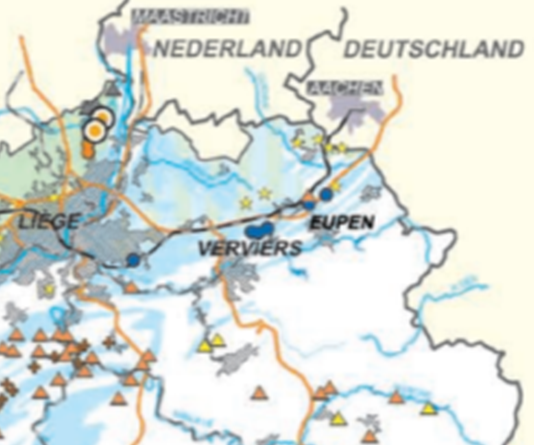 MAASTRICHT
NEDERLAND
DEUTSCHLAND
AACHEN
LIEGE
EUPEN
VERVIERS